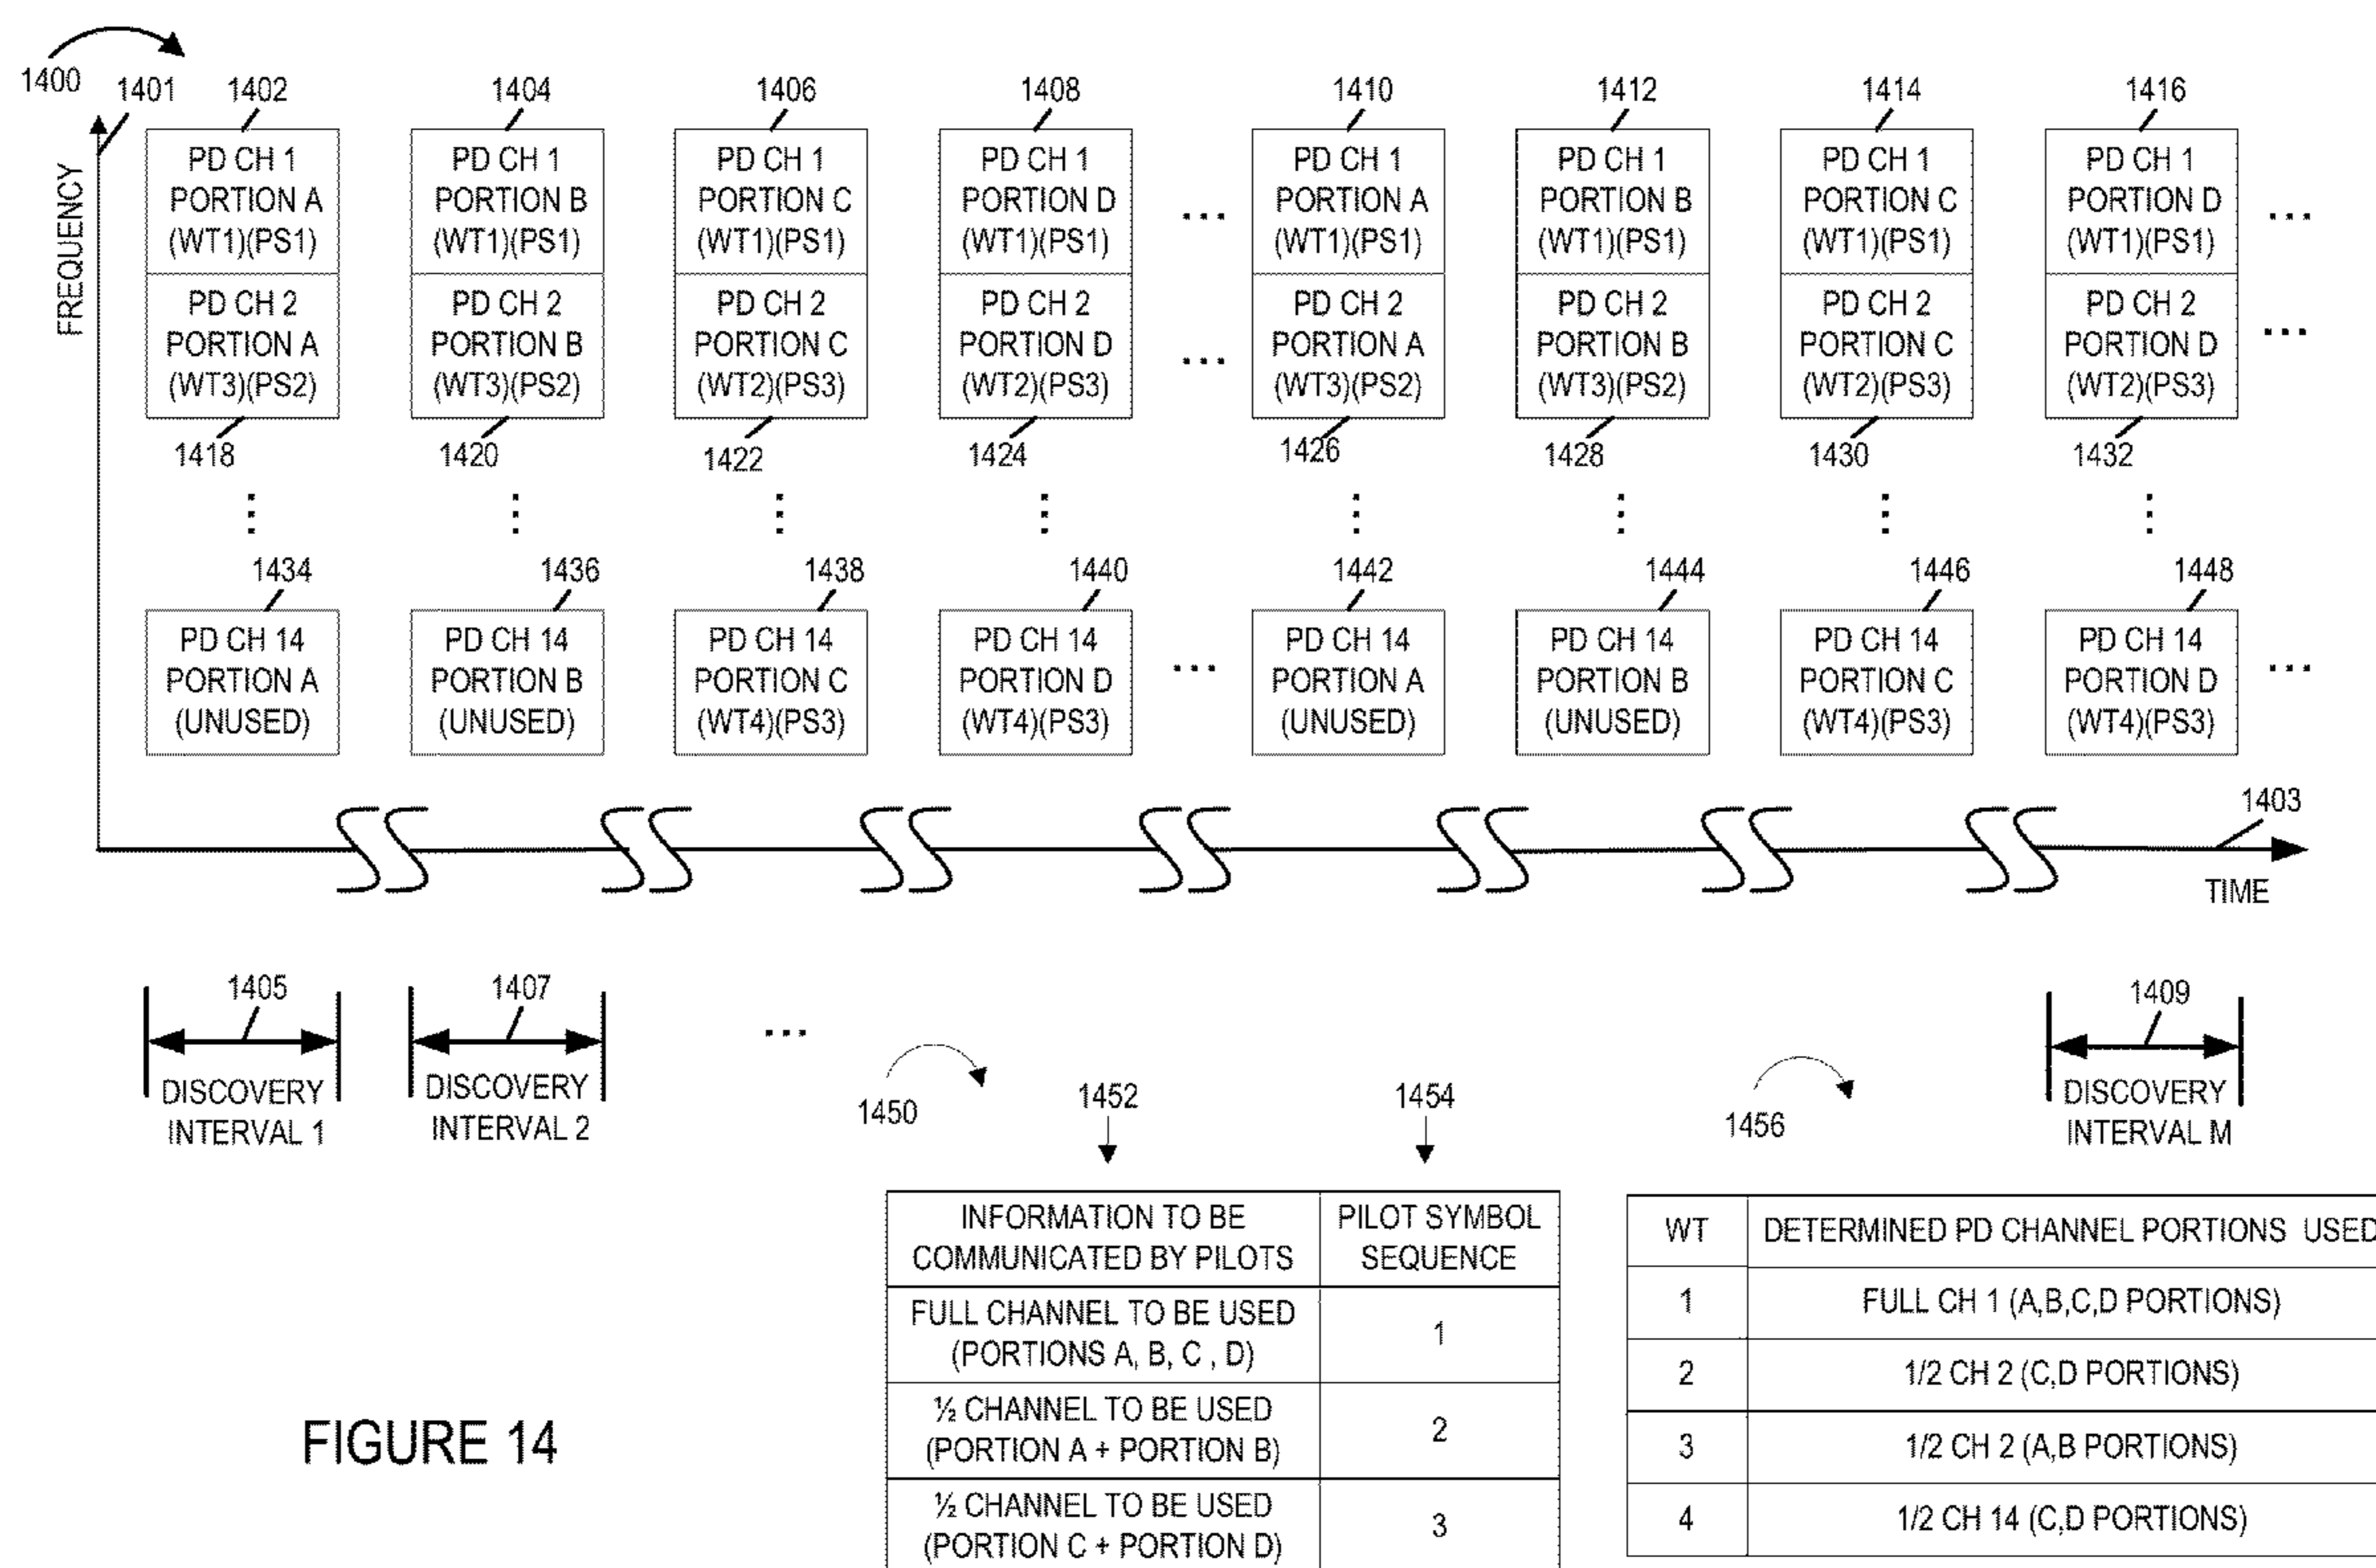 1400
1401
1402
1404
1406
1408
1410
1412
1414
1416
FREQUENCY
PD CH 1
PORTION A
(WT1)(PS1)
PD CH 1
PORTION B
(WT1)(PS1)
PD CH 1
PORTION C
(WT1)(PS1)
PD CH 1
PORTION D
(WT1)(PS1)
...
PD CH 1
PORTION A
(WT1)(PS1)
PD CH 1
PORTION B
(WT1)(PS1)
PD CH 1
PORTION C
(WT1)(PS1)
PD CH 1
PORTION D
(WT1)(PS1)
...
PD CH 2
PORTION A
(WT3)(PS2)
PD CH 2
PORTION B
(WT3)(PS2)
PD CH 2
PORTION C
(WT2)(PS3)
PD CH 2
PORTION D
(WT2)(PS3)
...
PD CH 2
PORTION A
(WT3)(PS2)
PD CH 2
PORTION B
(WT3)(PS2)
PD CH 2
PORTION C
(WT2)(PS3)
PD CH 2
PORTION D
(WT2)(PS3)
...
1418
1420
1422
1424
1426
1428
1430
1432
1434
1436
1438
1440
1442
1444
1446
1448
PD CH 14
PORTION A
(UNUSED)
PD CH 14
PORTION B
(UNUSED)
PD CH 14
PORTION C
(WT4)(PS3)
PD CH 14
PORTION D
(WT4)(PS3)
...
PD CH 14
PORTION A
(UNUSED)
PD CH 14
PORTION B
(UNUSED)
PD CH 14
PORTION C
(WT4)(PS3)
PD CH 14
PORTION D
(WT4)(PS3)
...
1403
TIME
1405
DISCOVERY
INTERVAL 1
1407
DISCOVERY
INTERVAL 2
...
1409
DISCOVERY
INTERVAL M
1450
1452
1454
1456
INFORMATION TO BE
COMMUNICATED BY PILOTS
PILOT SYMBOL
SEQUENCE
FULL CHANNEL TO BE USED
(PORTIONS A, B, C , D)
1
½ CHANNEL TO BE USED
(PORTION A + PORTION B)
2
½ CHANNEL TO BE USED
(PORTION C + PORTION D)
3
WT
DETERMINED PD CHANNEL PORTIONS USED
1
FULL CH 1 (A,B,C,D PORTIONS)
2
1/2 CH 2 (C,D PORTIONS)
3
1/2 CH 2 (A,B PORTIONS)
4
1/2 CH 14 (C,D PORTIONS)
FIGURE 14